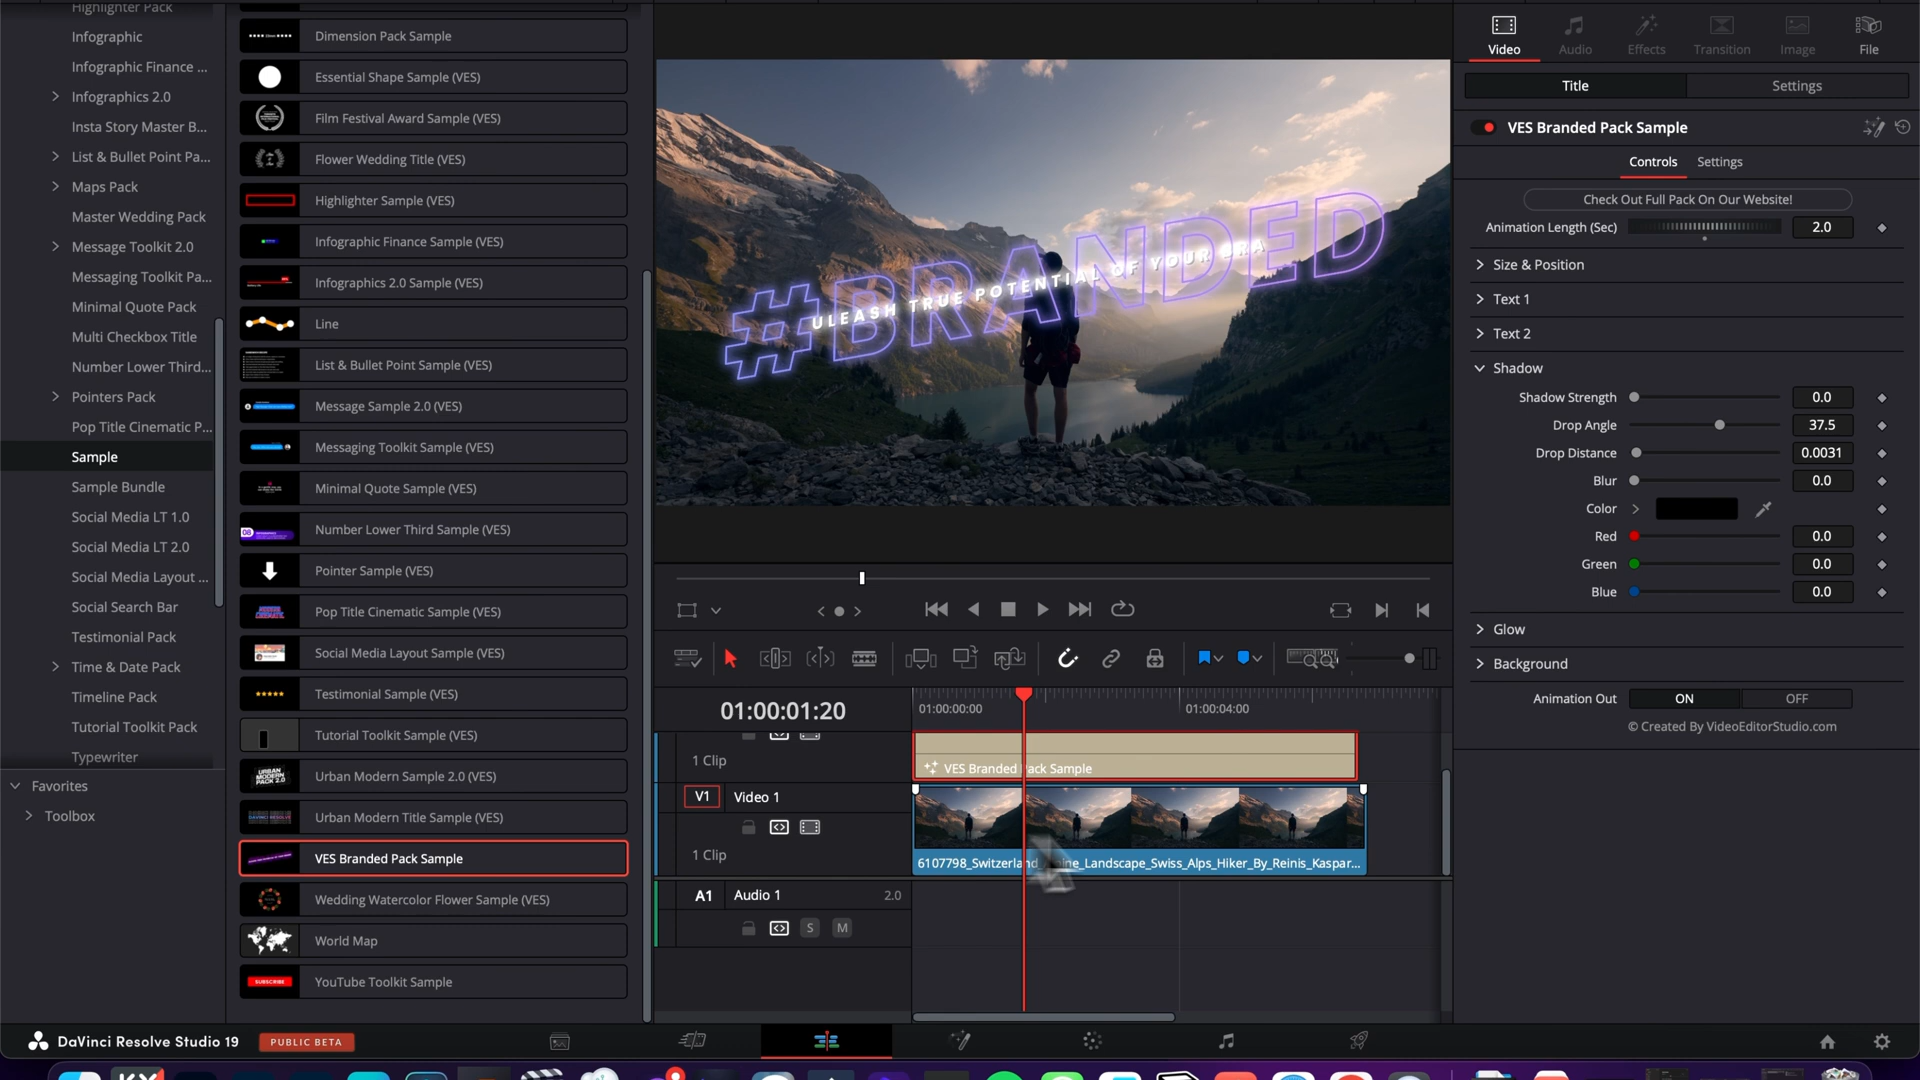 Highlighter Pack
Infographic
Infographic Finance ...
Infographics 2.0
Insta Story Master B...
List & Bullet Point Pa...
Maps Pack
Master Wedding Pack
Message Toolkit 2.0
Messaging Toolkit Pa...
Minimal Quote Pack
Multi Checkbox Title
Number Lower Third...
Pointers Pack
Pop Title Cinematic P...
Sample
Sample Bundle
Social Media LT 1.0
Social Media LT 2.0
Social Media Layout ...
Social Search Bar
Testimonial Pack
Time & Date Pack
Timeline Pack
Tutorial Toolkit Pack
Typewriter
Favorites
Toolbox
Dimension Pack Sample
Essential Shape Sample (VES)
Film Festival Award Sample (VES)
Flower Wedding Title (VES)
Highlighter Sample (VES)
Infographic Finance Sample (VES)
Infographics 2.0 Sample (VES)
Line
List & Bullet Point Sample (VES)
Message Sample 2.0 (VES)
Messaging Toolkit Sample (VES)
Minimal Quote Sample (VES)
08 Number Lower Third Sample (VES)
Pointer Sample (VES)
Pop Title Cinematic Sample (VES)
Social Media Layout Sample (VES)
Testimonial Sample (VES)
Tutorial Toolkit Sample (VES)
URBAN MODERN PACK 2.0 Urban Modern Sample 2.0 (VES)
Urban Modern Title Sample (VES)
VES Branded Pack Sample
Wedding Watercolor Flower Sample (VES)
World Map
SUBSCRIBE YouTube Toolkit Sample
#BRANDED
ULEASH TRUE POTENTIAL OF YOUR ERA
01:00:01:20
01:00:00:00
01:00:04:00
1 Clip
VES Branded Pack Sample
V1 Video 1
1 Clip
6107798_Switzerland_Alpine_Landscape_Swiss_Alps_Hiker_By_Reinis_Kaspar...
A1 Audio 1 2.0
S M
Video Audio Effects Transition Image File
Title Settings
VES Branded Pack Sample
Controls Settings
Check Out Full Pack On Our Website!
Animation Length (Sec) 2.0
Size & Position
Text 1
Text 2
Shadow
Shadow Strength 0.0
Drop Angle 37.5
Drop Distance 0.0031
Blur 0.0
Color
Red 0.0
Green 0.0
Blue 0.0
Glow
Background
Animation Out ON OFF
© Created By VideoEditorStudio.com
DaVinci Resolve Studio 19 PUBLIC BETA